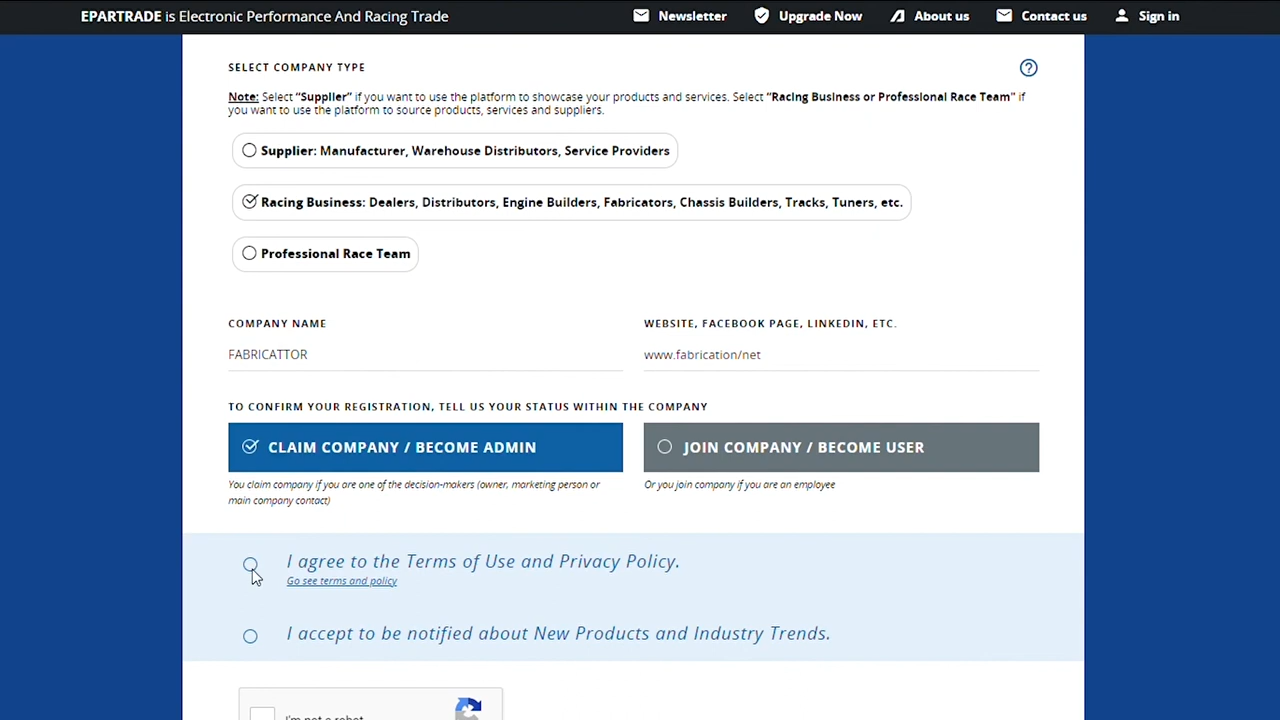 EPARTRADE is Electronic Performance And Racing Trade
Newsletter
Upgrade Now
About us
Contact us
Sign in
SELECT COMPANY TYPE
Note: Select “Supplier” if you want to use the platform to showcase your products and services. Select “Racing Business or Professional Race Team” if
you want to use the platform to source products, services and suppliers.
Supplier: Manufacturer, Warehouse Distributors, Service Providers
Racing Business: Dealers, Distributors, Engine Builders, Fabricators, Chassis Builders, Tracks, Tuners, etc.
Professional Race Team
COMPANY NAME
WEBSITE, FACEBOOK PAGE, LINKEDIN, ETC.
FABRICATTOR
www.fabrication/net
TO CONFIRM YOUR REGISTRATION, TELL US YOUR STATUS WITHIN THE COMPANY
CLAIM COMPANY / BECOME ADMIN
JOIN COMPANY / BECOME USER
You claim company if you are one of the decision-makers (owner, marketing person or
main company contact)
Or you join company if you are an employee
I agree to the Terms of Use and Privacy Policy.
Go see terms and policy
I accept to be notified about New Products and Industry Trends.
I'm not a robot